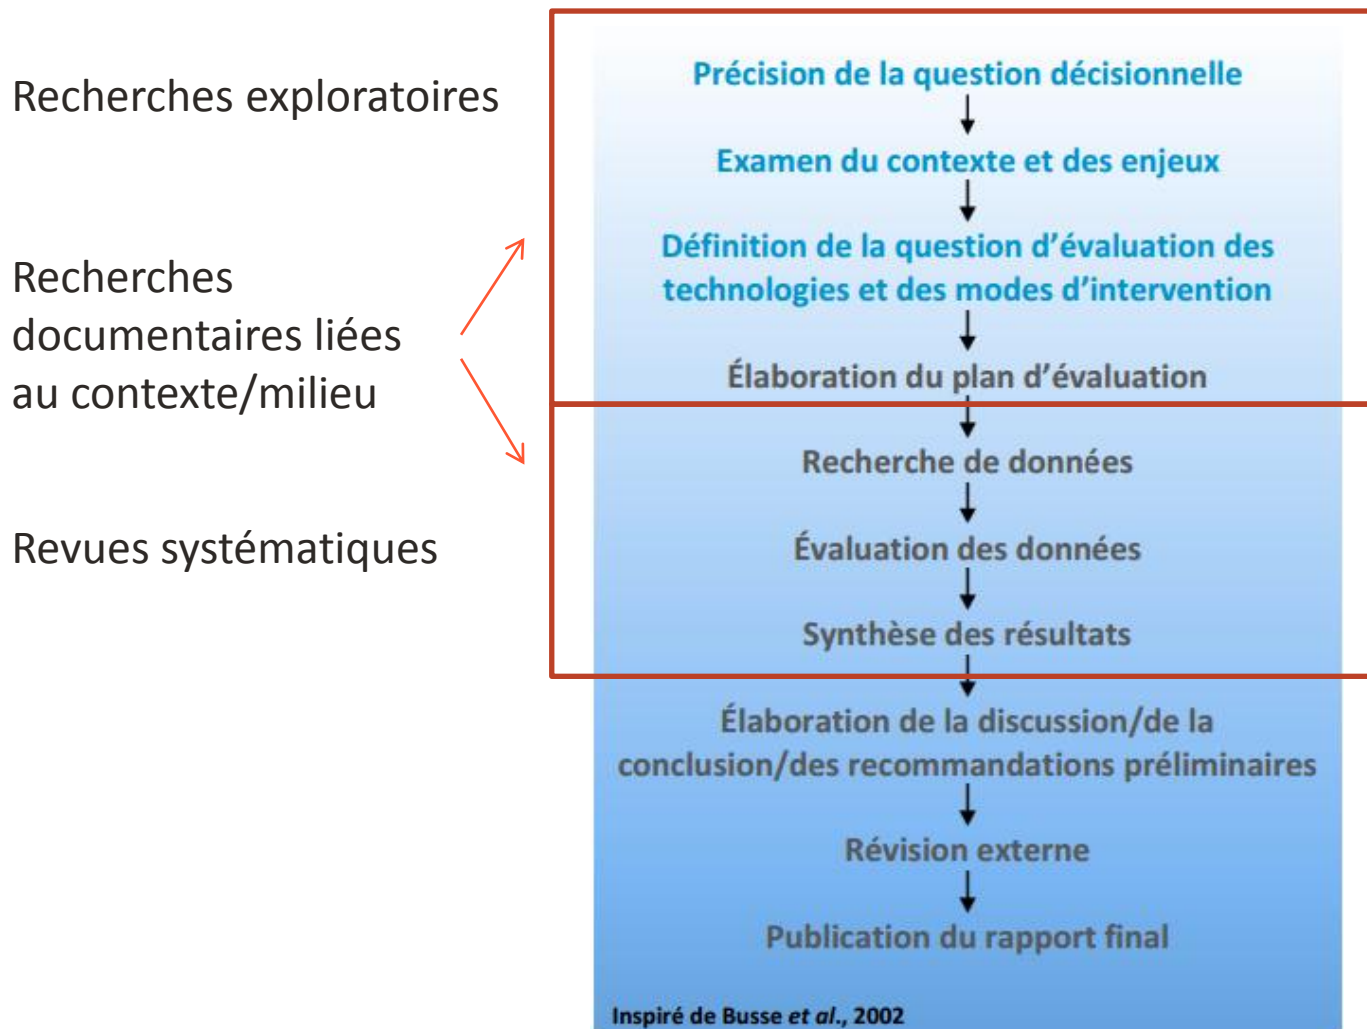 Recherches exploratoires
Recherches
documentaires liées
au contexte/milieu
Revues systématiques
Précision de la question décisionnelle
Examen du contexte et des enjeux
Définition de la question d’évaluation des
technologies et des modes d’intervention
Élaboration du plan d’évaluation
Recherche de données
Évaluation des données
Synthèse des résultats
Élaboration de la discussion/de la
conclusion/des recommandations préliminaires
Révision externe
Publication du rapport final
Inspiré de Busse et al., 2002